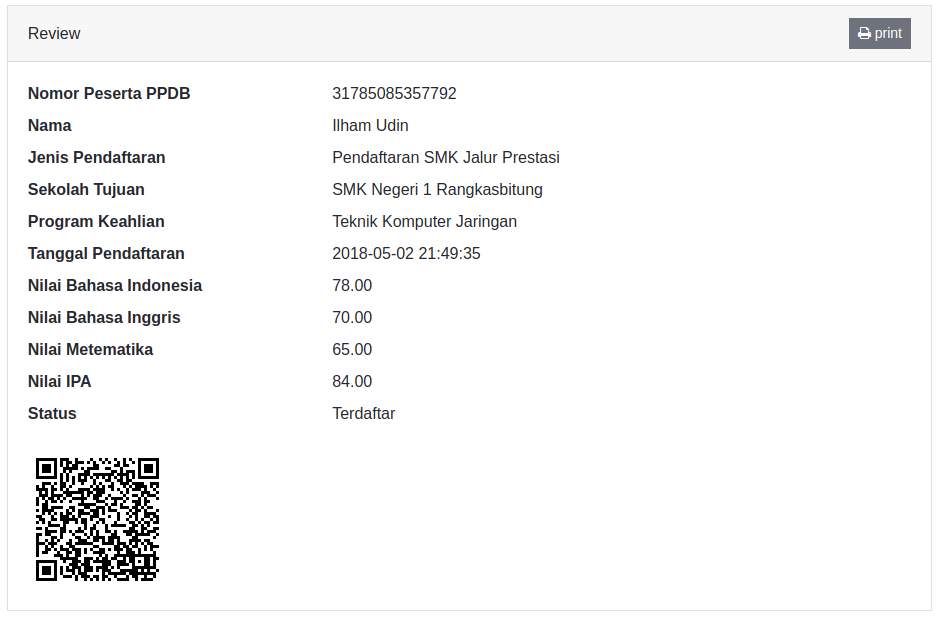 Review print
Nomor Peserta PPDB 31785085357792
Nama Ilham Udin
Jenis Pendaftaran Pendaftaran SMK Jalur Prestasi
Sekolah Tujuan SMK Negeri 1 Rangkasbitung
Program Keahlian Teknik Komputer Jaringan
Tanggal Pendaftaran 2018-05-02 21:49:35
Nilai Bahasa Indonesia 78.00
Nilai Bahasa Inggris 70.00
Nilai Metematika 65.00
Nilai IPA 84.00
Status Terdaftar